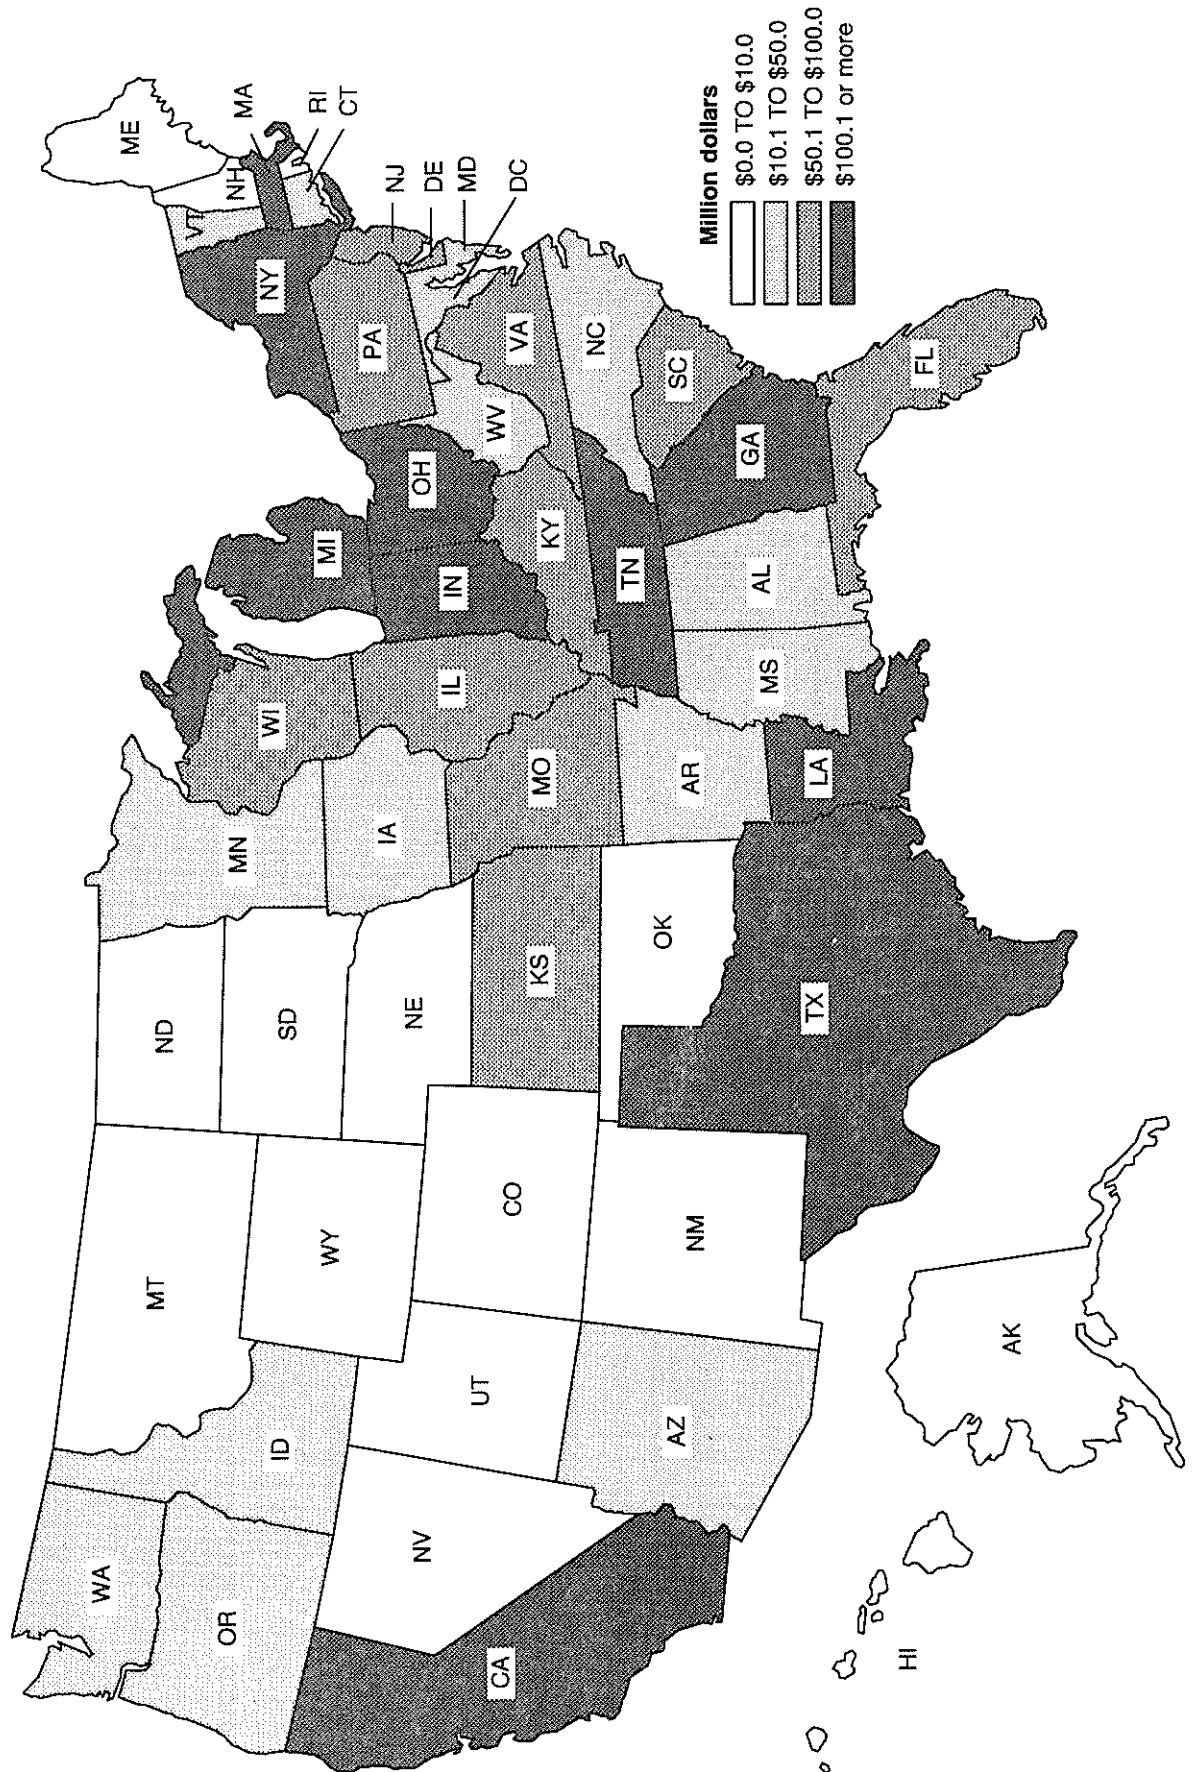 WA
OR
CA
NV
ID
MT
WY
UT
CO
AZ
NM
ND
SD
NE
KS
OK
TX
MN
IA
MO
AR
LA
WI
IL
MI
IN
OH
KY
TN
MS
AL
GA
FL
SC
NC
VA
WV
PA
NY
VT
NH
ME
MA
RI
CT
NJ
DE
MD
DC
AK
HI
Million dollars
$0.0 TO $10.0
$10.1 TO $50.0
$50.1 TO $100.0
$100.1 or more